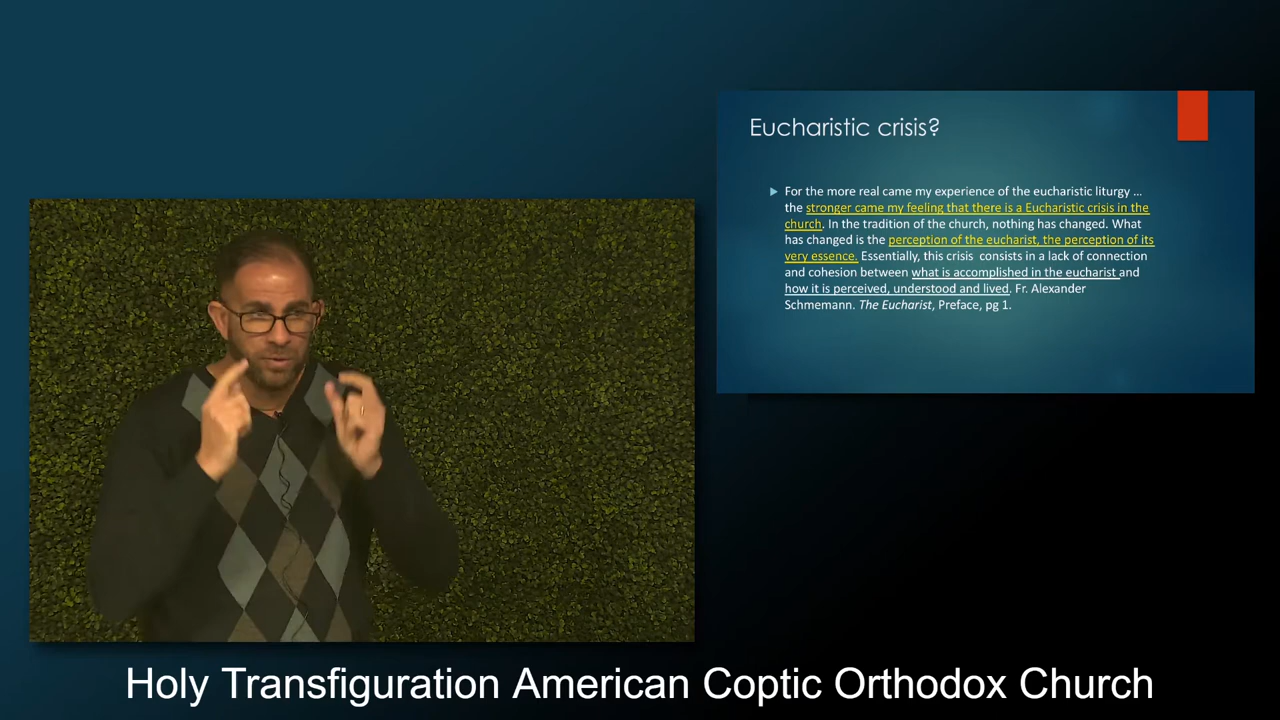 Eucharistic crisis?
For the more real came my experience of the eucharistic liturgy ...
the stronger came my feeling that there is a Eucharistic crisis in the
church. In the tradition of the church, nothing has changed. What
has changed is the perception of the eucharist, the perception of its
very essence. Essentially, this crisis consists in a lack of connection
and cohesion between what is accomplished in the eucharist and
how it is perceived, understood and lived. Fr. Alexander
Schmemann. The Eucharist, Preface, pg 1.
Holy Transfiguration American Coptic Orthodox Church